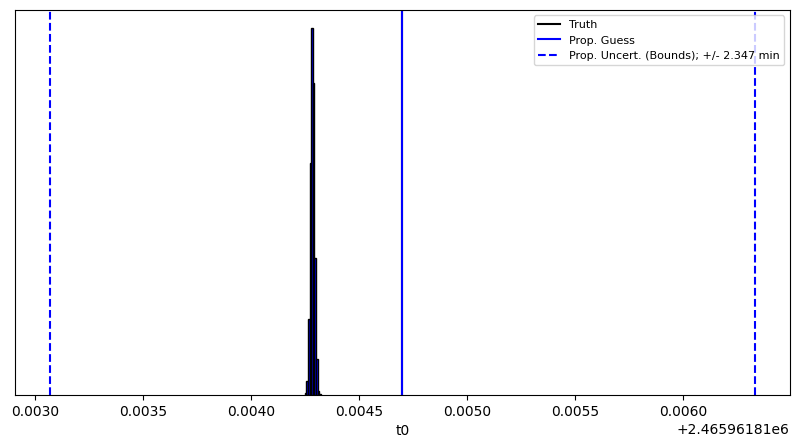 Truth
Prop. Guess
Prop. Uncert. (Bounds); +/- 2.347 min
0.0030 0.0035 0.0040 0.0045 0.0050 0.0055 0.0060
+2.46596181e6
t0